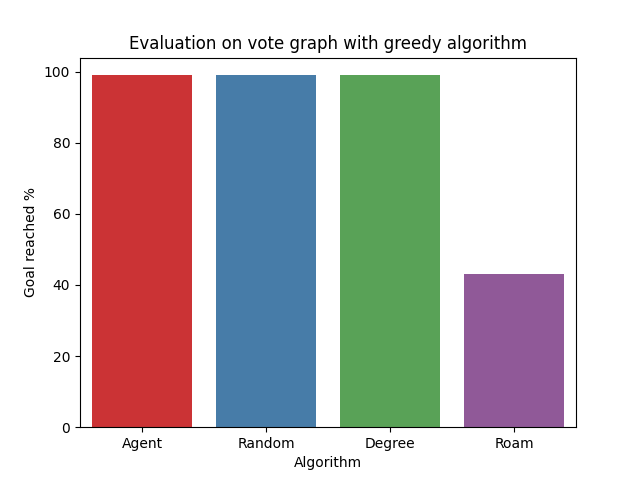 Evaluation on vote graph with greedy algorithm
Goal reached %
100
80
60
40
20
0
Agent Random Degree Roam
Algorithm